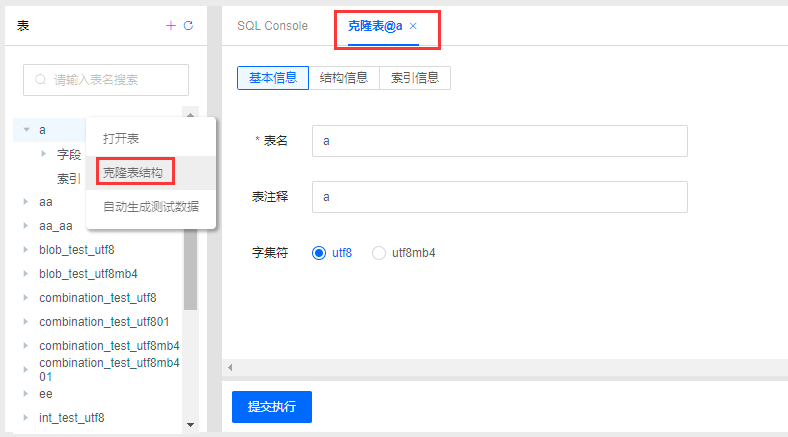 表
请输入表名搜索
a
字段
索引
aa
aa_aa
blob_test_utf8
blob_test_utf8mb4
combination_test_utf8
combination_test_utf801
combination_test_utf8mb4
combination_test_utf8mb4
01
ee
int_test_utf8
打开表
克隆表结构
自动生成测试数据
SQL Console 克隆表@a ×
基本信息 结构信息 索引信息
* 表名 a
表注释 a
字集符 utf8 utf8mb4
提交执行